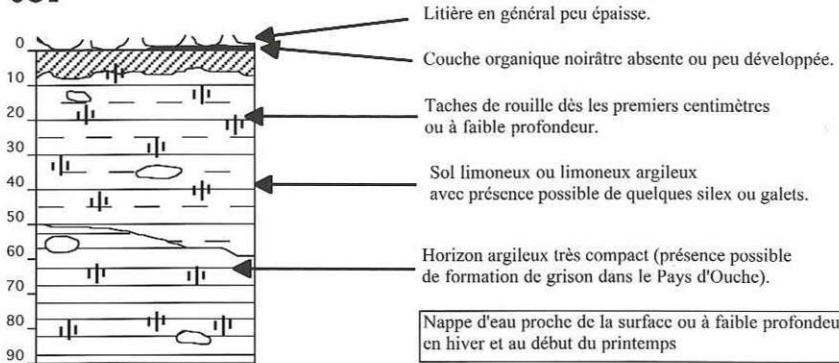 Litière en général peu épaisse.
0
Couche organique noirâtre absente ou peu développée.
10
Taches de rouille dès les premiers centimètres
ou à faible profondeur.
20
30
Sol limoneux ou limoneux argileux
avec présence possible de quelques silex ou galets.
40
50
Horizon argileux très compact (présence possible
de formation de grison dans le Pays d'Ouche).
60
70
Nappe d'eau proche de la surface ou à faible profondeur
en hiver et au début du printemps
80
90